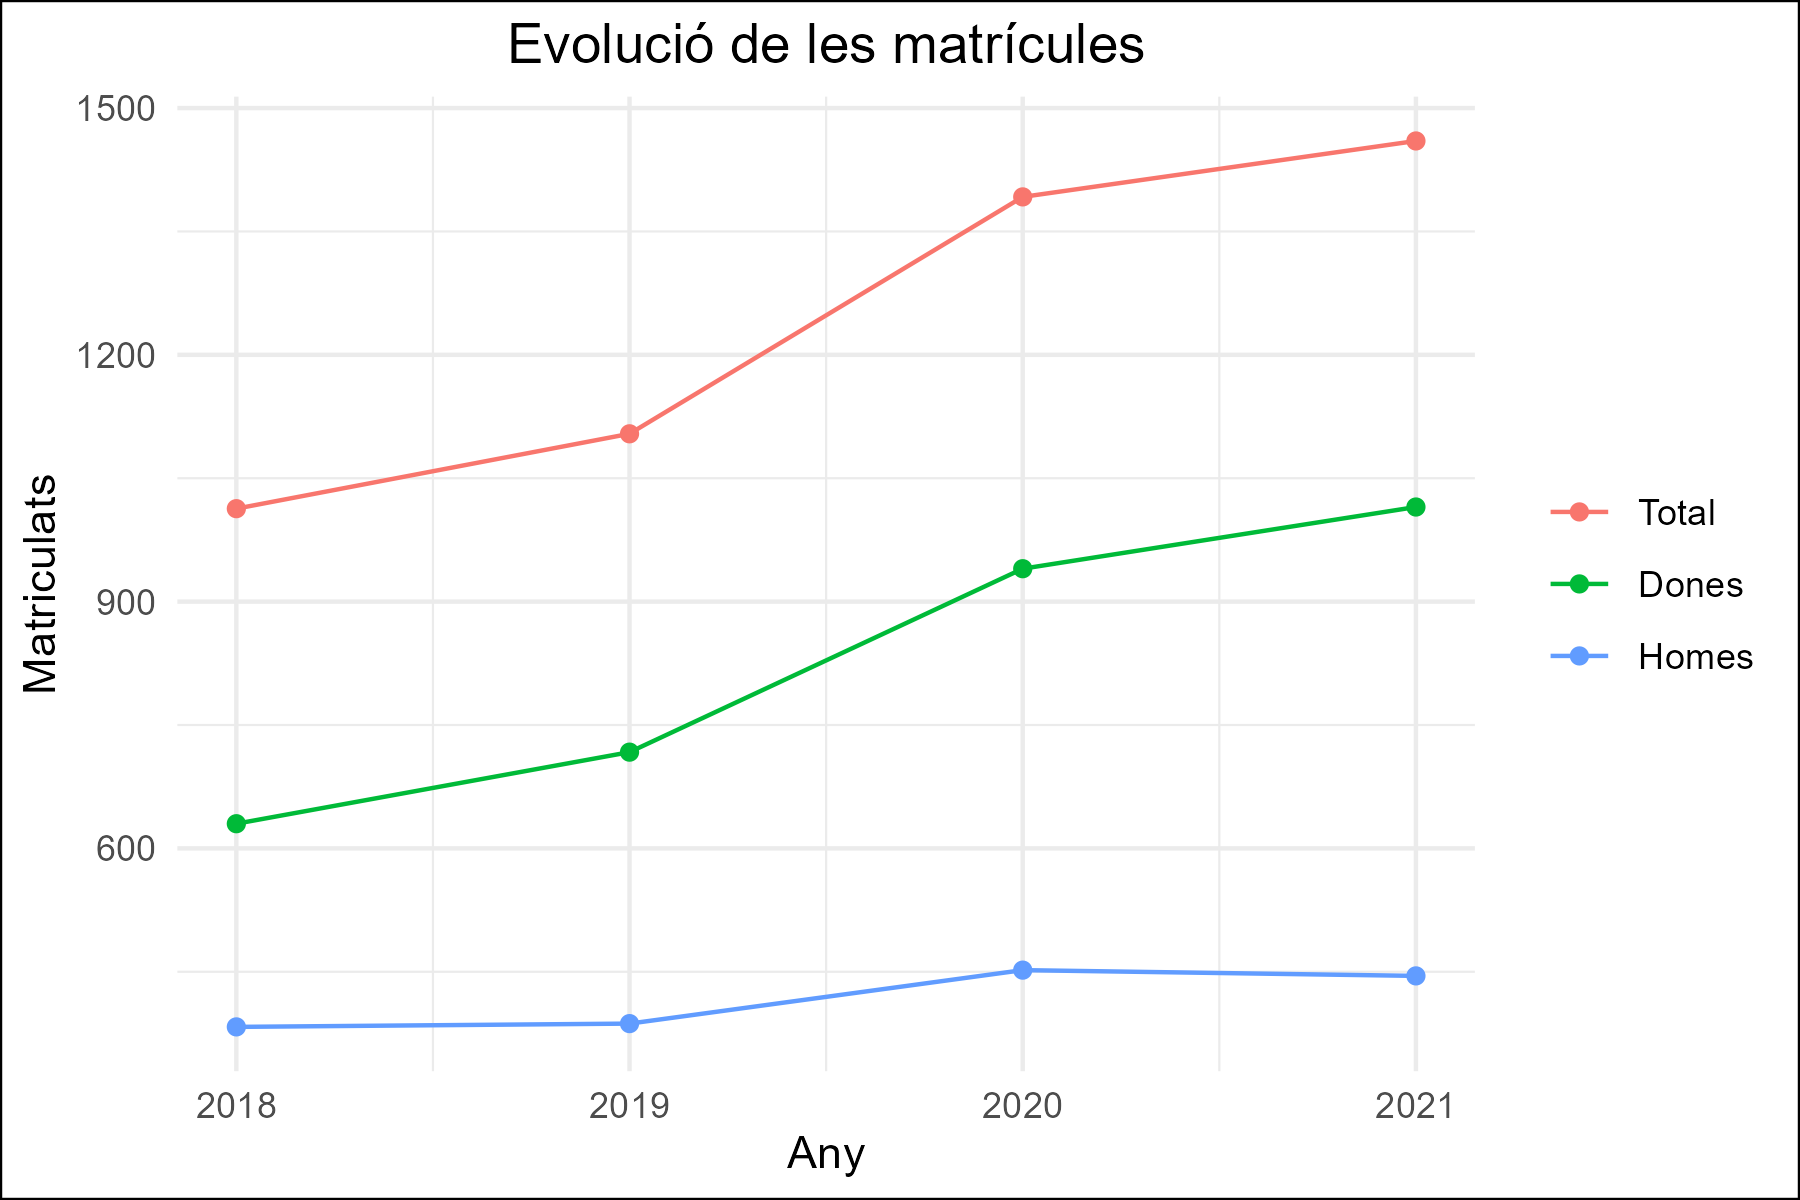 Evolució de les matrícules
1500
1200
900
600
Matriculats
2018 2019 2020 2021
Any
Total
Dones
Homes